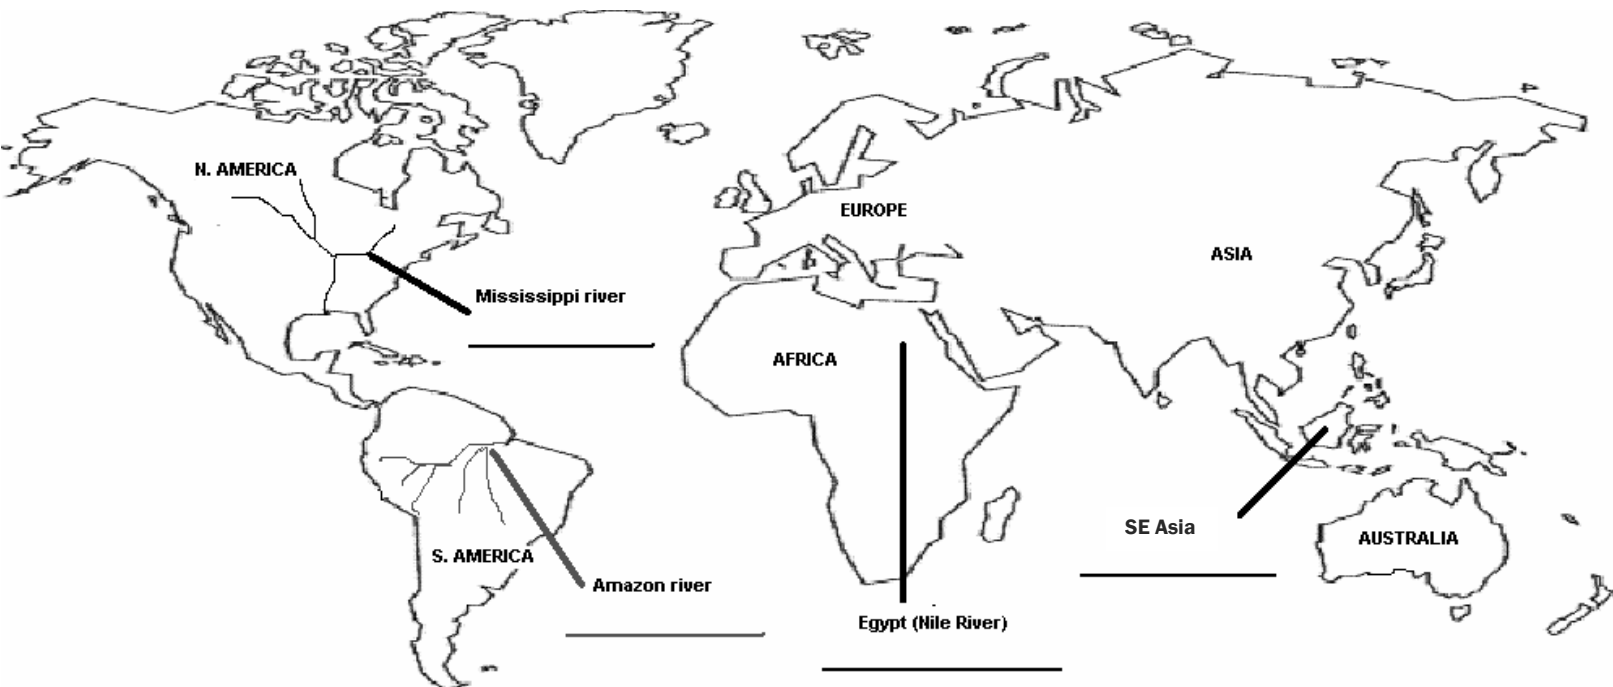 N. AMERICA
EUROPE
ASIA
Mississippi river
AFRICA
SE Asia
AUSTRALIA
S. AMERICA
Amazon river
Egypt (Nile River)